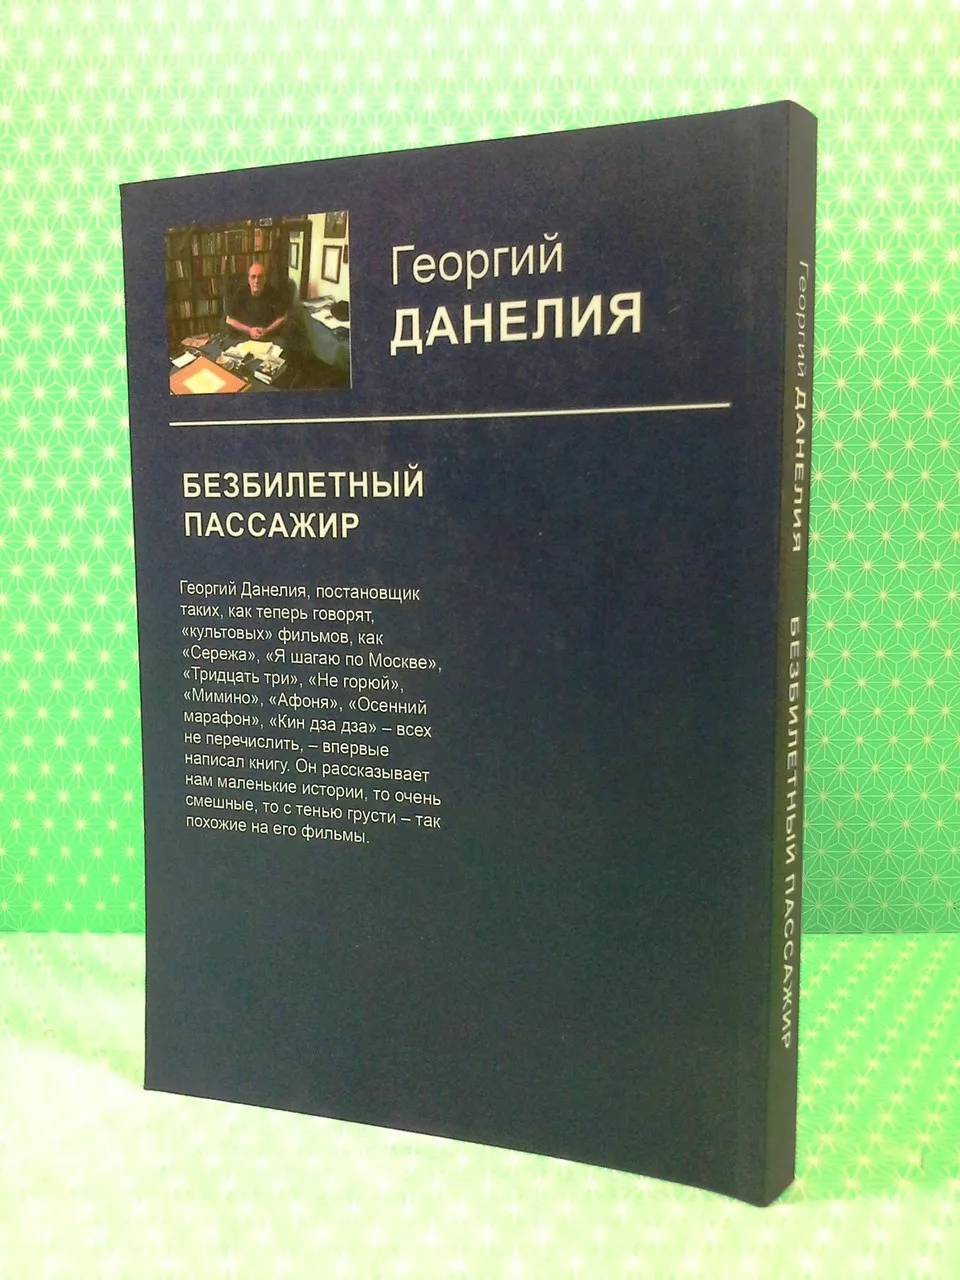 Георгий
ДАНЕЛИЯ
БЕЗБИЛЕТНЫЙ
ПАССАЖИР
Георгий Данелия, постановщик
таких, как теперь говорят,
«культовых» фильмов, как
«Сережа», «Я шагаю по Москве»,
«Тридцать три», «Не горюй»,
«Мимино», «Афоня», «Осенний
марафон», «Кин дза дза» – всех
не перечислить, – впервые
написал книгу. Он рассказывает
нам маленькие истории, то очень
смешные, то с тенью грусти – так
похожие на его фильмы.
Георгий ДАНЕЛИЯ БЕЗБИЛЕТНЫЙ ПАССАЖИР